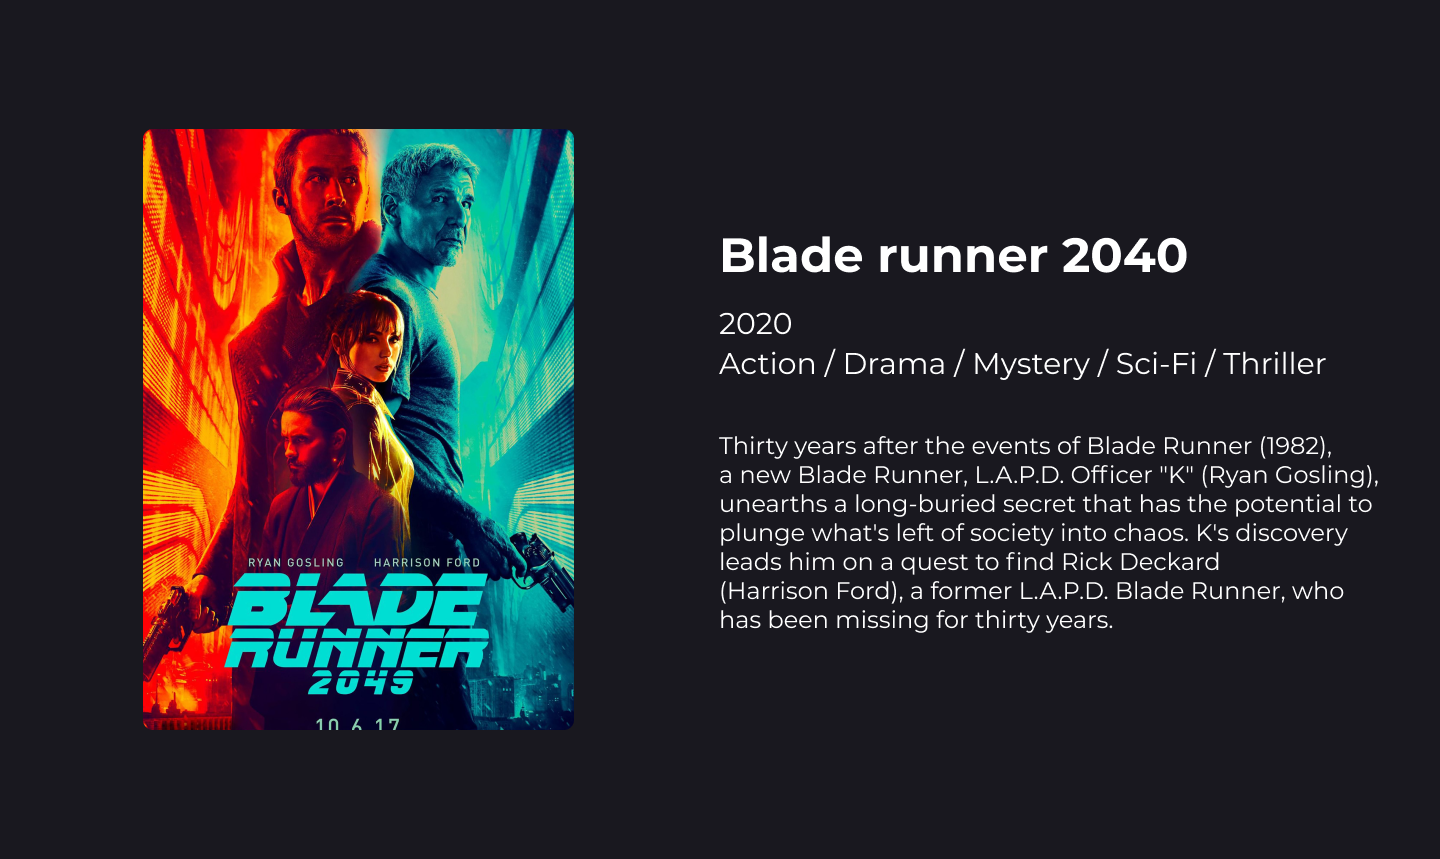 RYAN GOSLING HARRISON FORD
BLADE
RUNNER
2049
10.6.17
Blade runner 2040
2020
Action / Drama / Mystery / Sci-Fi / Thriller
Thirty years after the events of Blade Runner (1982),
a new Blade Runner, L.A.P.D. Officer "K" (Ryan Gosling),
unearths a long-buried secret that has the potential to
plunge what's left of society into chaos. K's discovery
leads him on a quest to find Rick Deckard
(Harrison Ford), a former L.A.P.D. Blade Runner, who
has been missing for thirty years.